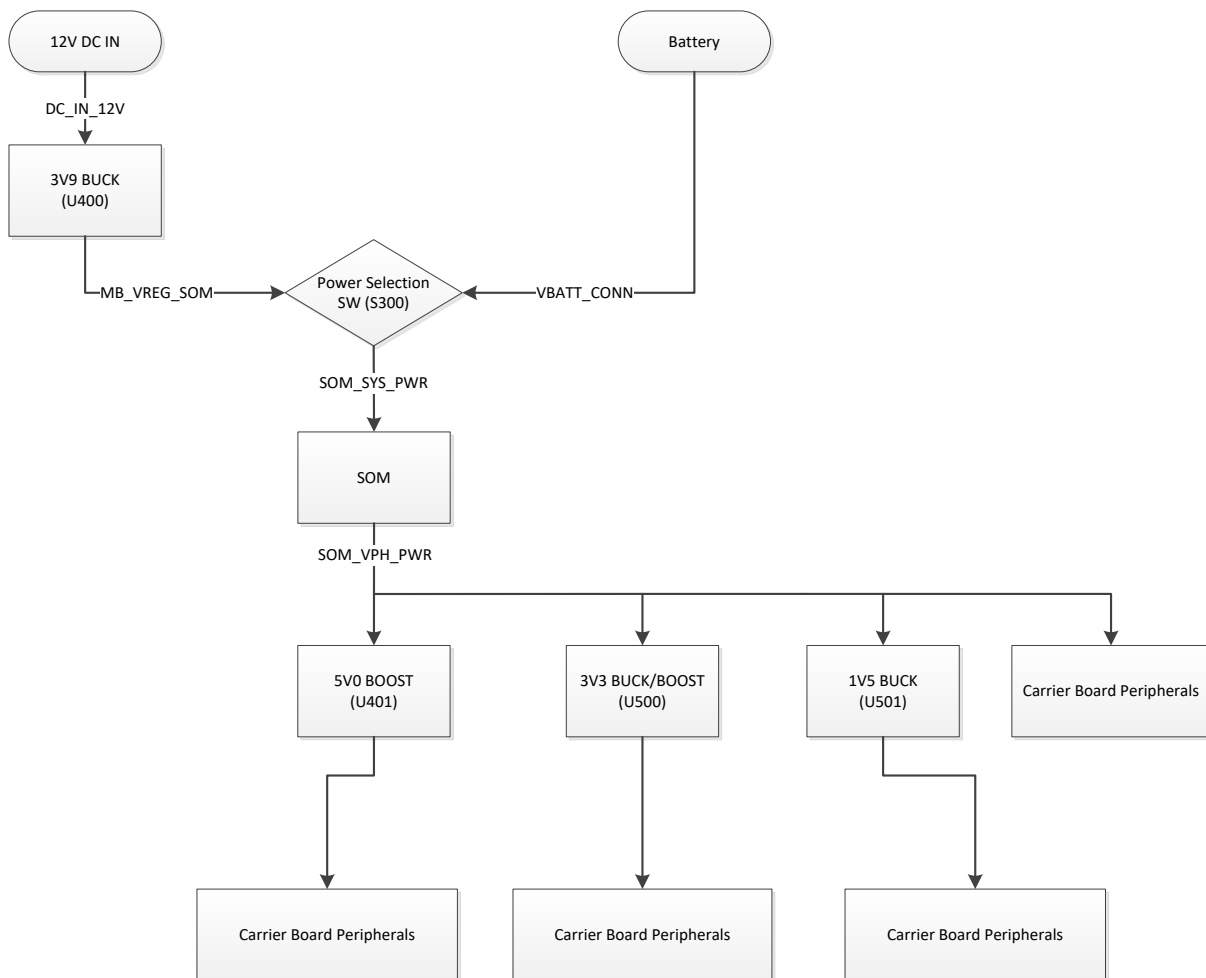 12V DC IN
Battery
DC_IN_12V
3V9 BUCK
(U400)
Power Selection
SW (S300)
MB_VREG_SOM
VBATT_CONN
SOM_SYS_PWR
SOM
SOM_VPH_PWR
5V0 BOOST
(U401)
3V3 BUCK/BOOST
(U500)
1V5 BUCK
(U501)
Carrier Board Peripherals
Carrier Board Peripherals
Carrier Board Peripherals
Carrier Board Peripherals